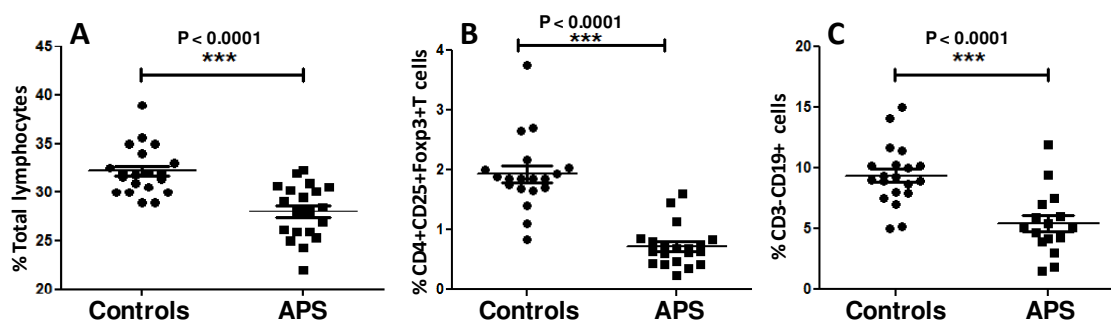 A
P < 0.0001
***
% Total lymphocytes
45
40
35
30
25
20
Controls
APS
B
P < 0.0001
***
% CD4+CD25+Foxp3+T cells
4
3
2
1
0
Controls
APS
C
P < 0.0001
***
% CD3-CD19+ cells
20
15
10
5
0
Controls
APS